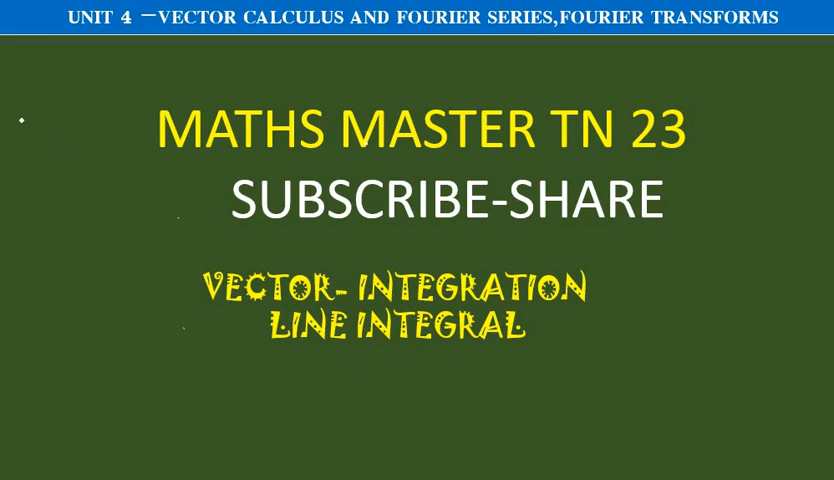 UNIT 4 —VECTOR CALCULUS AND FOURIER SERIES,FOURIER TRANSFORMS
MATHS MASTER TN 23
SUBSCRIBE-SHARE
VECTOR- INTEGRATION
LINE INTEGRAL